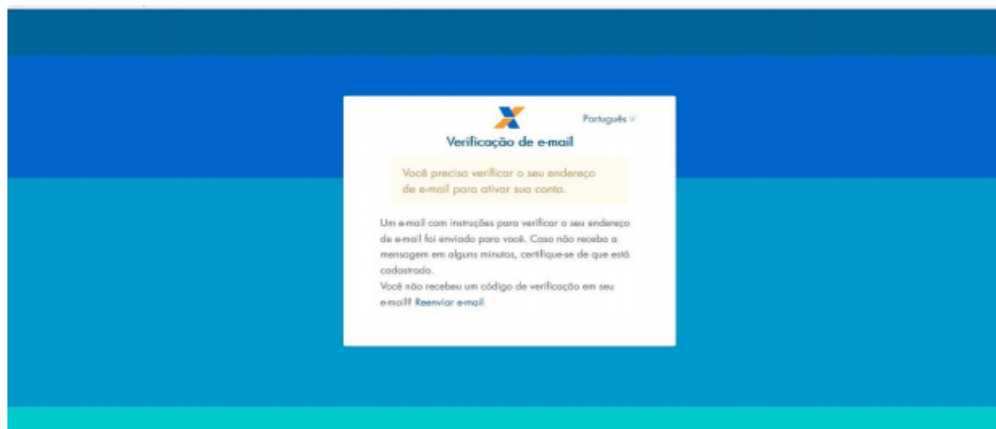 Português
Verificação de e-mail
Você precisa verificar o seu endereço
de e-mail para ativar sua conta.
Um e-mail com instruções para verificar o seu endereço
de e-mail foi enviado para você. Caso não receba a
mensagem em alguns minutos, certifique-se de que está
cadastrado.
Você não recebeu um código de verificação em seu
e-mail? Reenviar e-mail